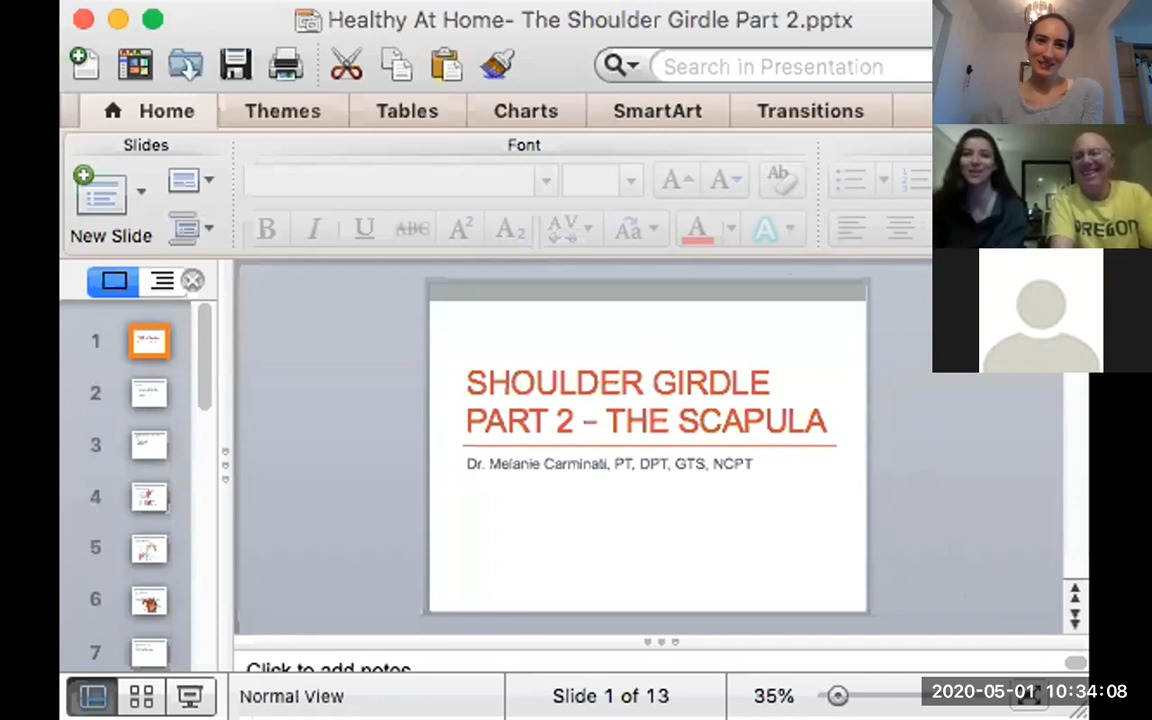 Healthy At Home- The Shoulder Girdle Part 2.pptx
Search in Presentation
Home
Themes
Tables
Charts
SmartArt
Transitions
Slides
Font
New Slide
Ab
B I U ABC A2 A2 AV Aa A A
1
2
3
4
5
6
7
SHOULDER GIRDLE
PART 2 – THE SCAPULA
Dr. Melanie Carminati, PT, DPT, GTS, NCPT
OREGON
Click to add notes
Normal View
Slide 1 of 13
35%
2020-05-01 10:34:08